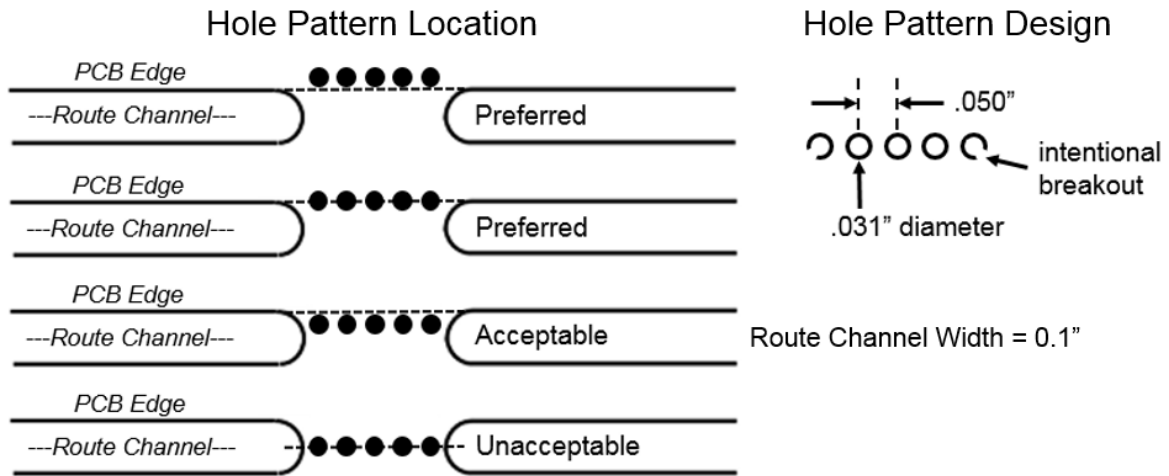 Hole Pattern Location
Hole Pattern Design
PCB Edge
---Route Channel---
Preferred
.050”
intentional
breakout
.031” diameter
PCB Edge
---Route Channel---
Preferred
PCB Edge
---Route Channel---
Acceptable
Route Channel Width = 0.1”
PCB Edge
---Route Channel---
Unacceptable